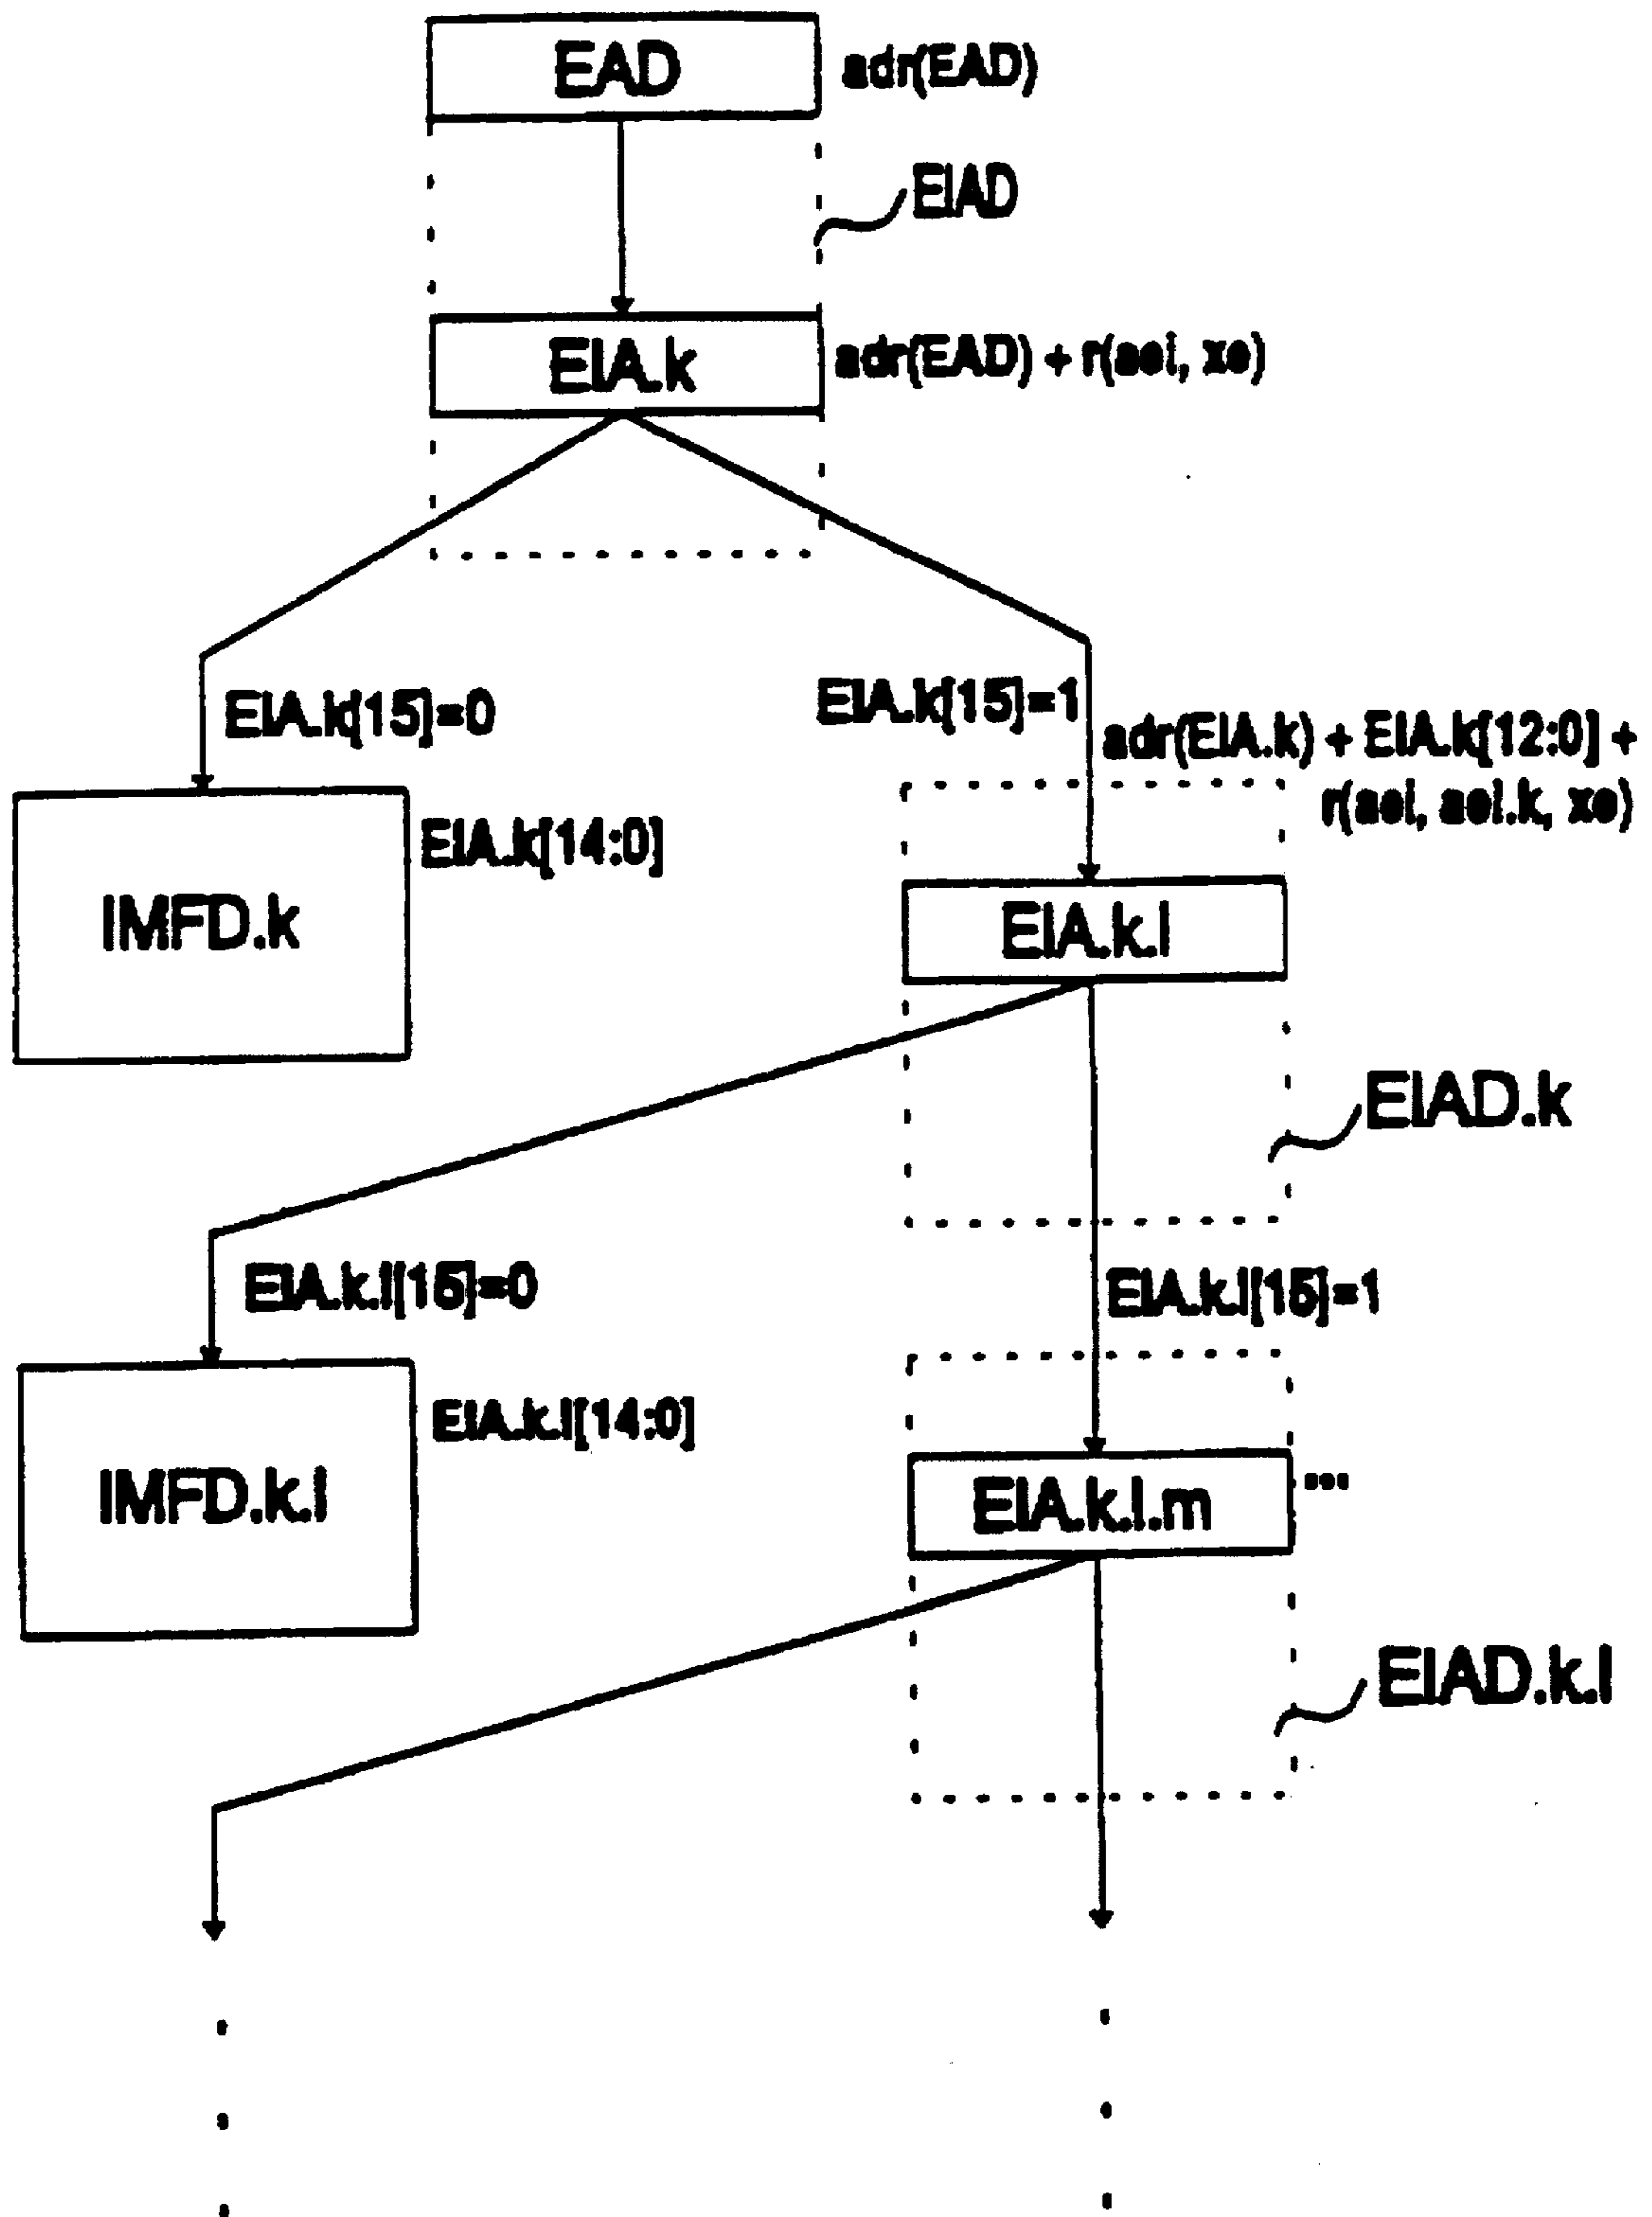 EAD
adr(EAD)
EIAD
EIA.k
adr(EAD) + r(aei, xe)
EIA.k[15]=0
EIA.k[15]=1
adr(EIA.k) + EIA.k[12:0] +
r(aei, aei.k, xe)
IMFD.k
EIA.k[14:0]
EIA.k.l
EIAD.k
EIA.k.l[15]=0
EIA.k.l[15]=1
IMFD.k.l
EIA.k.l[14:0]
EIA.k.l.m
...
EIAD.k.l